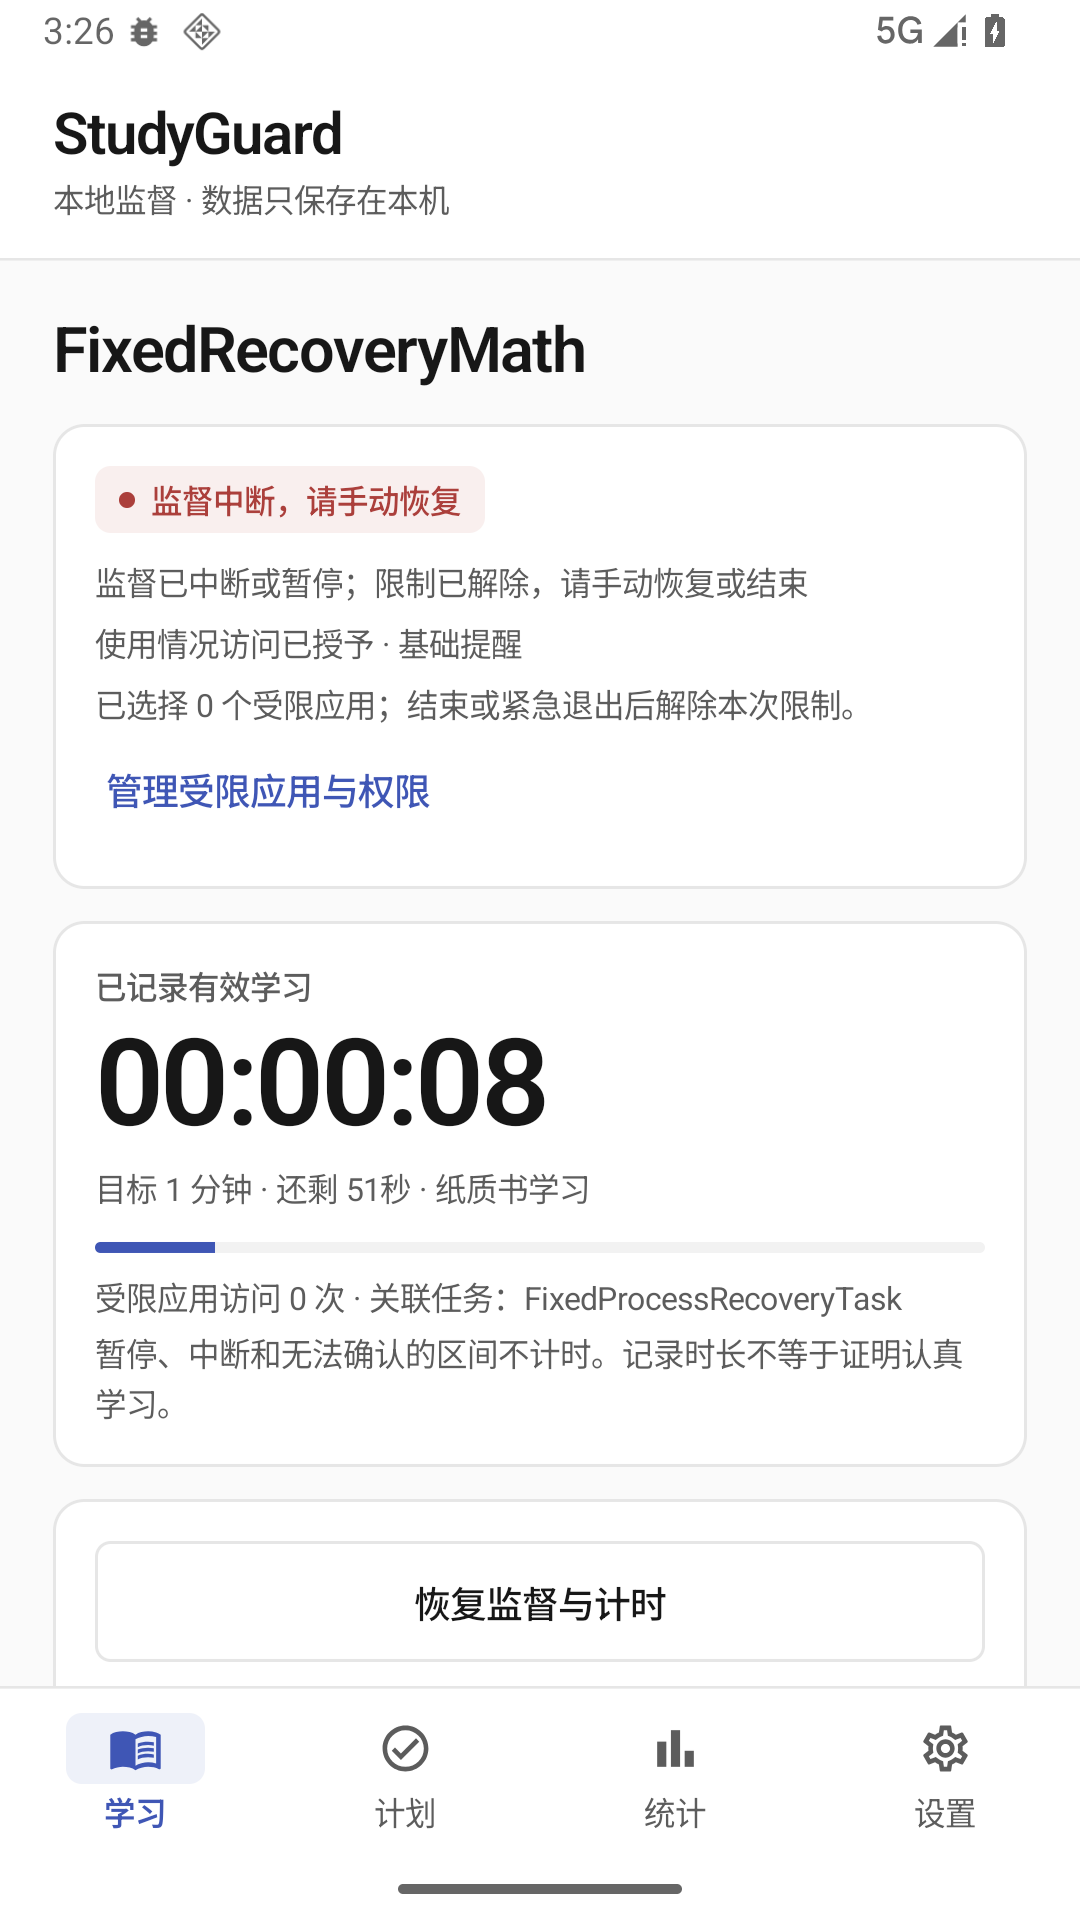 3:26
5G
StudyGuard
本地监督 · 数据只保存在本机
FixedRecoveryMath
监督中断，请手动恢复
监督已中断或暂停；限制已解除，请手动恢复或结束
使用情况访问已授予 · 基础提醒
已选择 0 个受限应用；结束或紧急退出后解除本次限制。
管理受限应用与权限
已记录有效学习
00:00:08
目标 1 分钟 · 还剩 51秒 · 纸质书学习
受限应用访问 0 次 · 关联任务：FixedProcessRecoveryTask
暂停、中断和无法确认的区间不计时。记录时长不等于证明认真
学习。
恢复监督与计时
学习
计划
统计
设置